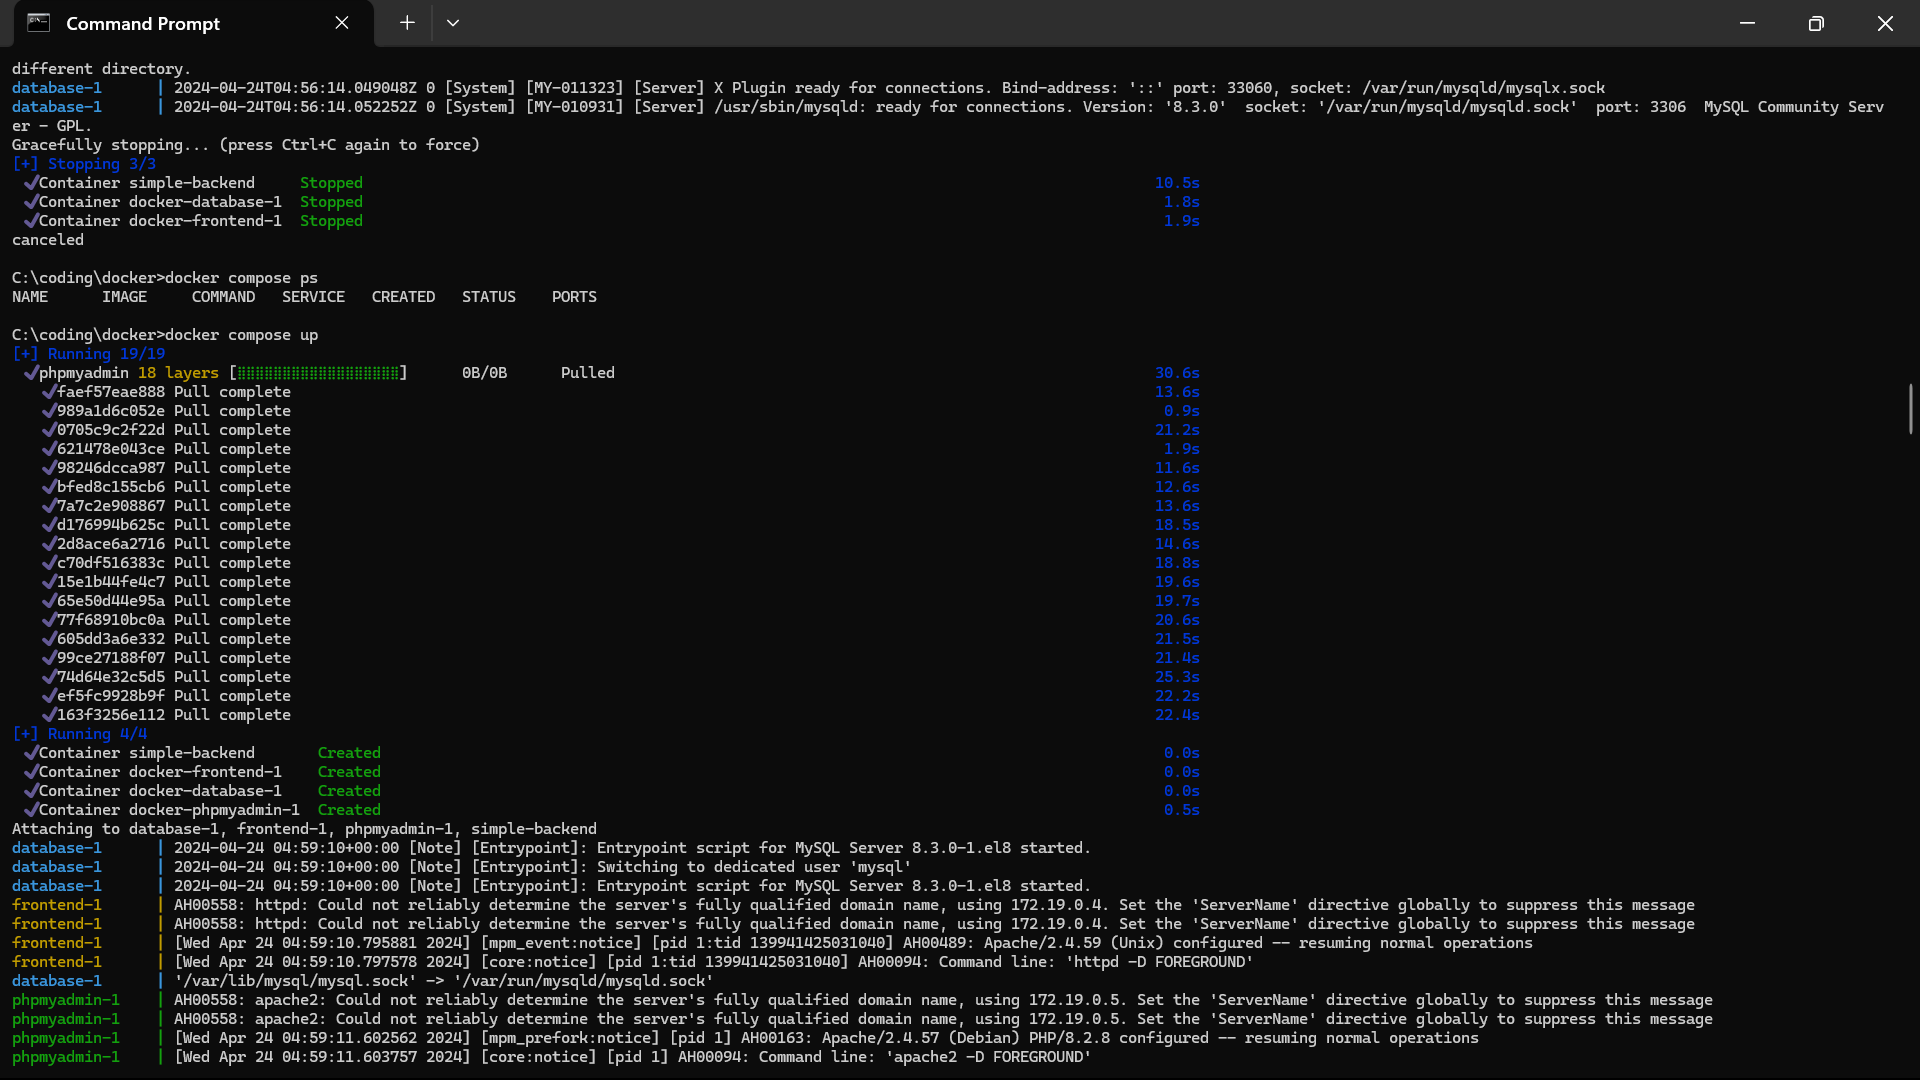 Command Prompt
different directory.
database-1      | 2024-04-24T04:56:14.049048Z 0 [System] [MY-011323] [Server] X Plugin ready for connections. Bind-address: '::' port: 33060, socket: /var/run/mysqld/mysqlx.sock
database-1      | 2024-04-24T04:56:14.052252Z 0 [System] [MY-010931] [Server] /usr/sbin/mysqld: ready for connections. Version: '8.3.0'  socket: '/var/run/mysqld/mysqld.sock'  port: 3306  MySQL Community Serv
er - GPL.
Gracefully stopping... (press Ctrl+C again to force)
[+] Stopping 3/3
✔Container simple-backend     Stopped 10.5s
✔Container docker-database-1  Stopped 1.8s
✔Container docker-frontend-1  Stopped 1.9s
canceled
C:\coding\docker>docker compose ps
NAME      IMAGE     COMMAND   SERVICE   CREATED   STATUS    PORTS
C:\coding\docker>docker compose up
[+] Running 19/19
✔phpmyadmin 18 layers [⣿⣿⣿⣿⣿⣿⣿⣿⣿⣿⣿⣿⣿⣿⣿⣿⣿⣿]      0B/0B      Pulled 30.6s
✔faef57eae888 Pull complete 13.6s
✔989a1d6c052e Pull complete 0.9s
✔0705c9c2f22d Pull complete 21.2s
✔621478e043ce Pull complete 1.9s
✔98246dcca987 Pull complete 11.6s
✔bfed8c155cb6 Pull complete 12.6s
✔7a7c2e908867 Pull complete 13.6s
✔d176994b625c Pull complete 18.5s
✔2d8ace6a2716 Pull complete 14.6s
✔c70df516383c Pull complete 18.8s
✔15e1b44fe4c7 Pull complete 19.6s
✔65e50d44e95a Pull complete 19.7s
✔77f68910bc0a Pull complete 20.6s
✔605dd3a6e332 Pull complete 21.5s
✔99ce27188f07 Pull complete 21.4s
✔74d64e32c5d5 Pull complete 25.3s
✔ef5fc9928b9f Pull complete 22.2s
✔163f3256e112 Pull complete 22.4s
[+] Running 4/4
✔Container simple-backend       Created 0.0s
✔Container docker-frontend-1    Created 0.0s
✔Container docker-database-1    Created 0.0s
✔Container docker-phpmyadmin-1  Created 0.5s
Attaching to database-1, frontend-1, phpmyadmin-1, simple-backend
database-1      | 2024-04-24 04:59:10+00:00 [Note] [Entrypoint]: Entrypoint script for MySQL Server 8.3.0-1.el8 started.
database-1      | 2024-04-24 04:59:10+00:00 [Note] [Entrypoint]: Switching to dedicated user 'mysql'
database-1      | 2024-04-24 04:59:10+00:00 [Note] [Entrypoint]: Entrypoint script for MySQL Server 8.3.0-1.el8 started.
frontend-1      | AH00558: httpd: Could not reliably determine the server's fully qualified domain name, using 172.19.0.4. Set the 'ServerName' directive globally to suppress this message
frontend-1      | AH00558: httpd: Could not reliably determine the server's fully qualified domain name, using 172.19.0.4. Set the 'ServerName' directive globally to suppress this message
frontend-1      | [Wed Apr 24 04:59:10.795881 2024] [mpm_event:notice] [pid 1:tid 139941425031040] AH00489: Apache/2.4.59 (Unix) configured -- resuming normal operations
frontend-1      | [Wed Apr 24 04:59:10.797578 2024] [core:notice] [pid 1:tid 139941425031040] AH00094: Command line: 'httpd -D FOREGROUND'
database-1      | '/var/lib/mysql/mysql.sock' -> '/var/run/mysqld/mysqld.sock'
phpmyadmin-1    | AH00558: apache2: Could not reliably determine the server's fully qualified domain name, using 172.19.0.5. Set the 'ServerName' directive globally to suppress this message
phpmyadmin-1    | AH00558: apache2: Could not reliably determine the server's fully qualified domain name, using 172.19.0.5. Set the 'ServerName' directive globally to suppress this message
phpmyadmin-1    | [Wed Apr 24 04:59:11.602562 2024] [mpm_prefork:notice] [pid 1] AH00163: Apache/2.4.57 (Debian) PHP/8.2.8 configured -- resuming normal operations
phpmyadmin-1    | [Wed Apr 24 04:59:11.603757 2024] [core:notice] [pid 1] AH00094: Command line: 'apache2 -D FOREGROUND'